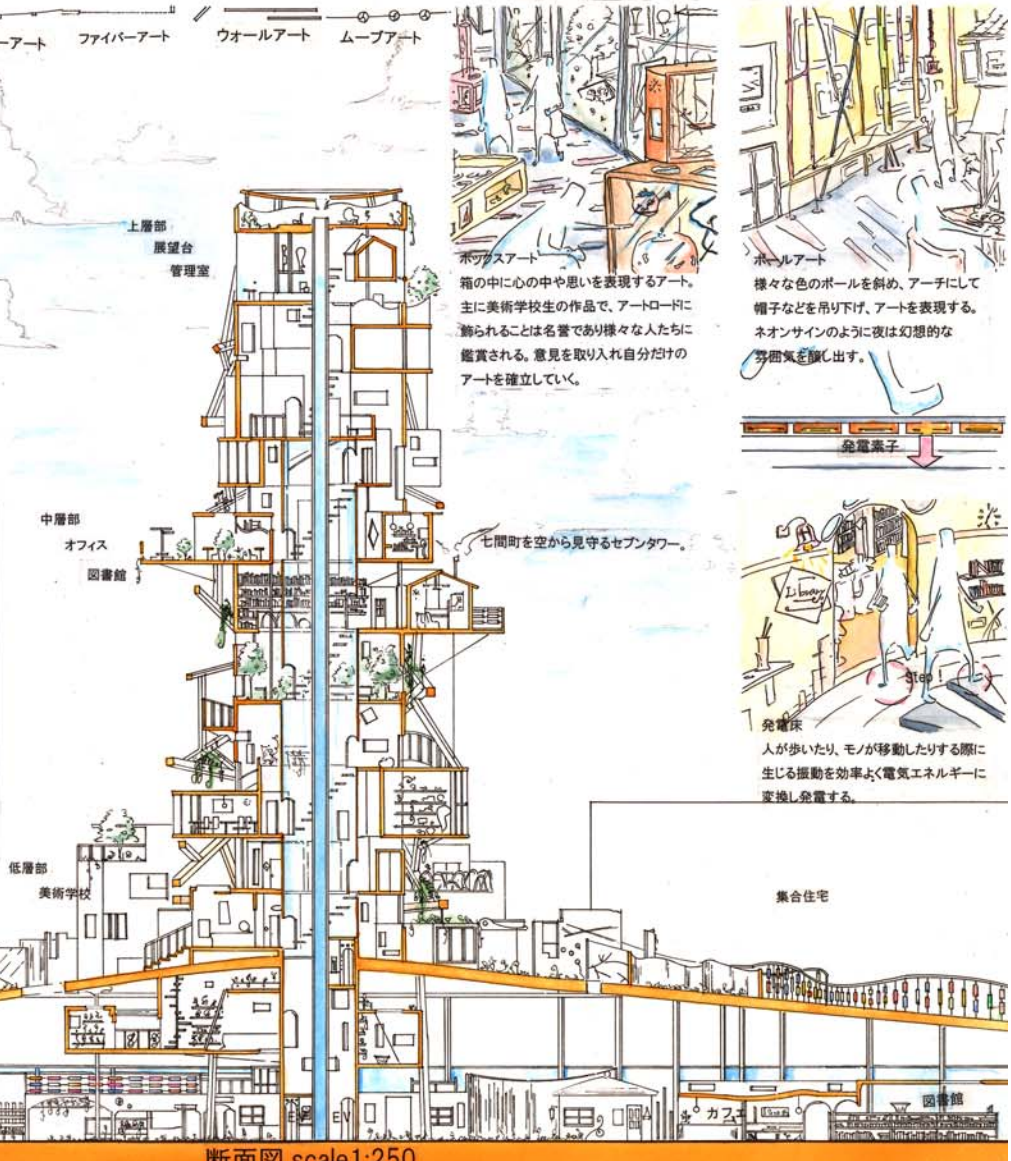 ーアート
ファイバーアート
ウォールアート
ムーブアート
上層部
展望台
管理室
ボックスアート
箱の中に心の中や思いを表現するアート。
主に美術学校生の作品で、アートロードに
飾られることは名誉であり様々な人たちに
鑑賞される。意見を取り入れ自分だけの
アートを確立していく。
ポールアート
様々な色のポールを斜め、アーチにして
帽子などを吊り下げ、アートを表現する。
ネオンサインのように夜は幻想的な
雰囲気を醸し出す。
発電素子
中層部
オフィス
図書館
七間町を空から見守るセブンタワー。
Library
Step!
発電床
人が歩いたり、モノが移動したりする際に
生じる振動を効率よく電気エネルギーに
変換し発電する。
低層部
美術学校
集合住宅
EV
EV
カフェ
図書館
断面図 scale1:250